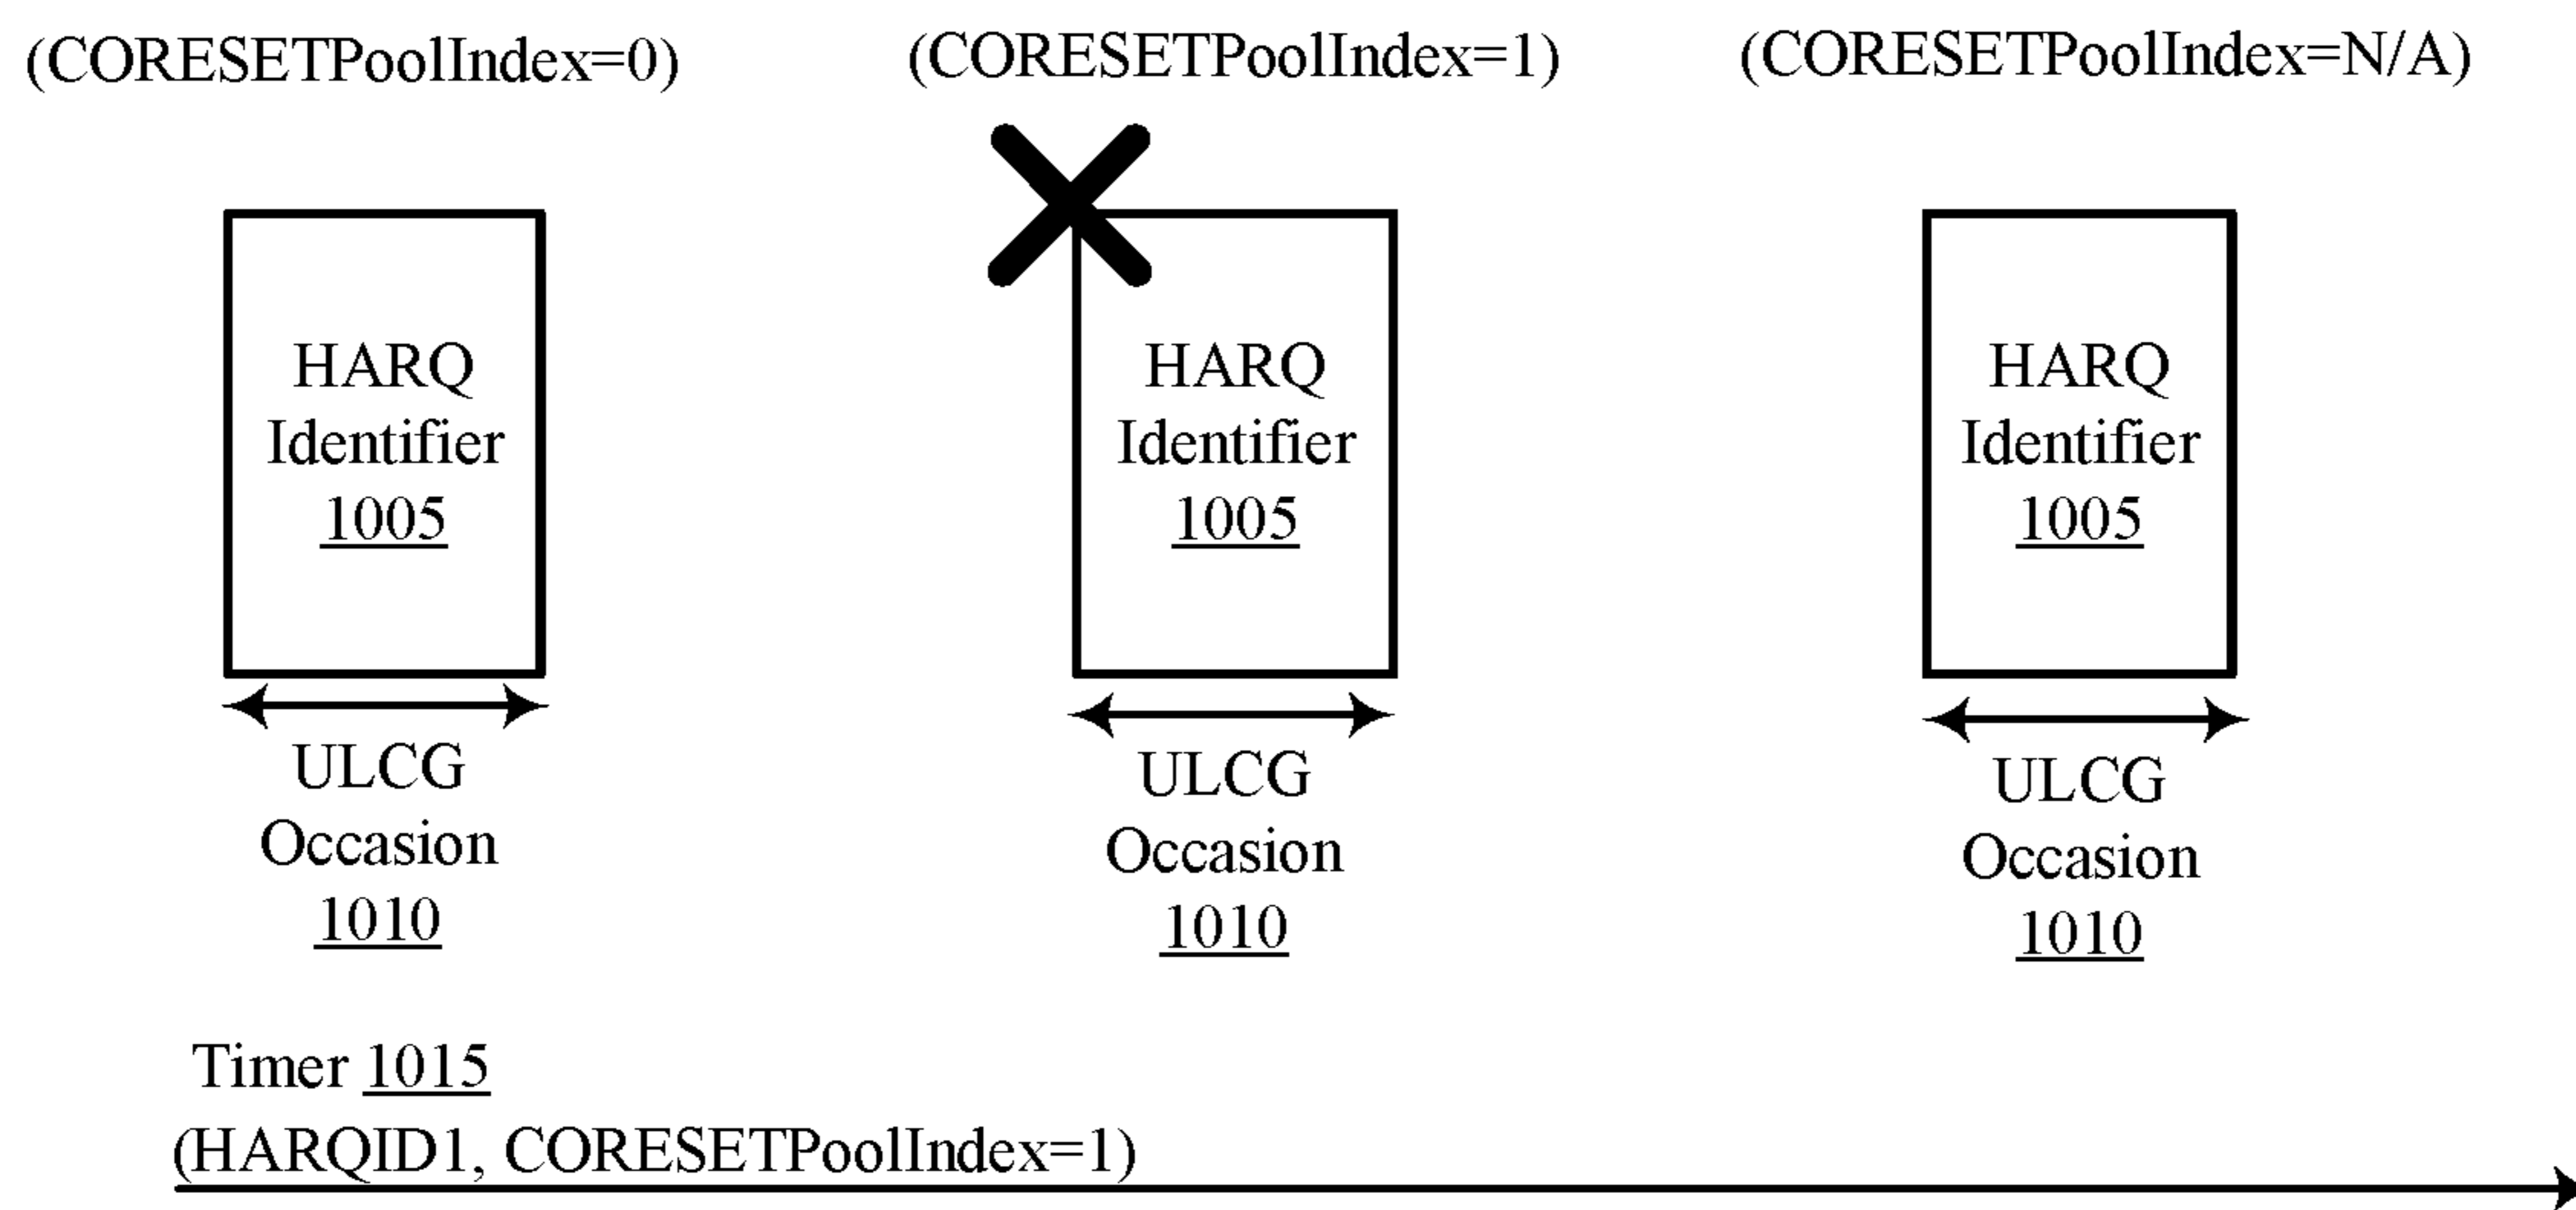 (CORESETPoolIndex=0)
(CORESETPoolIndex=1)
(CORESETPoolIndex=N/A)
HARQ
Identifier
1005
HARQ
Identifier
1005
HARQ
Identifier
1005
ULCG
Occasion
1010
ULCG
Occasion
1010
ULCG
Occasion
1010
Timer 1015
(HARQID1, CORESETPoolIndex=1)